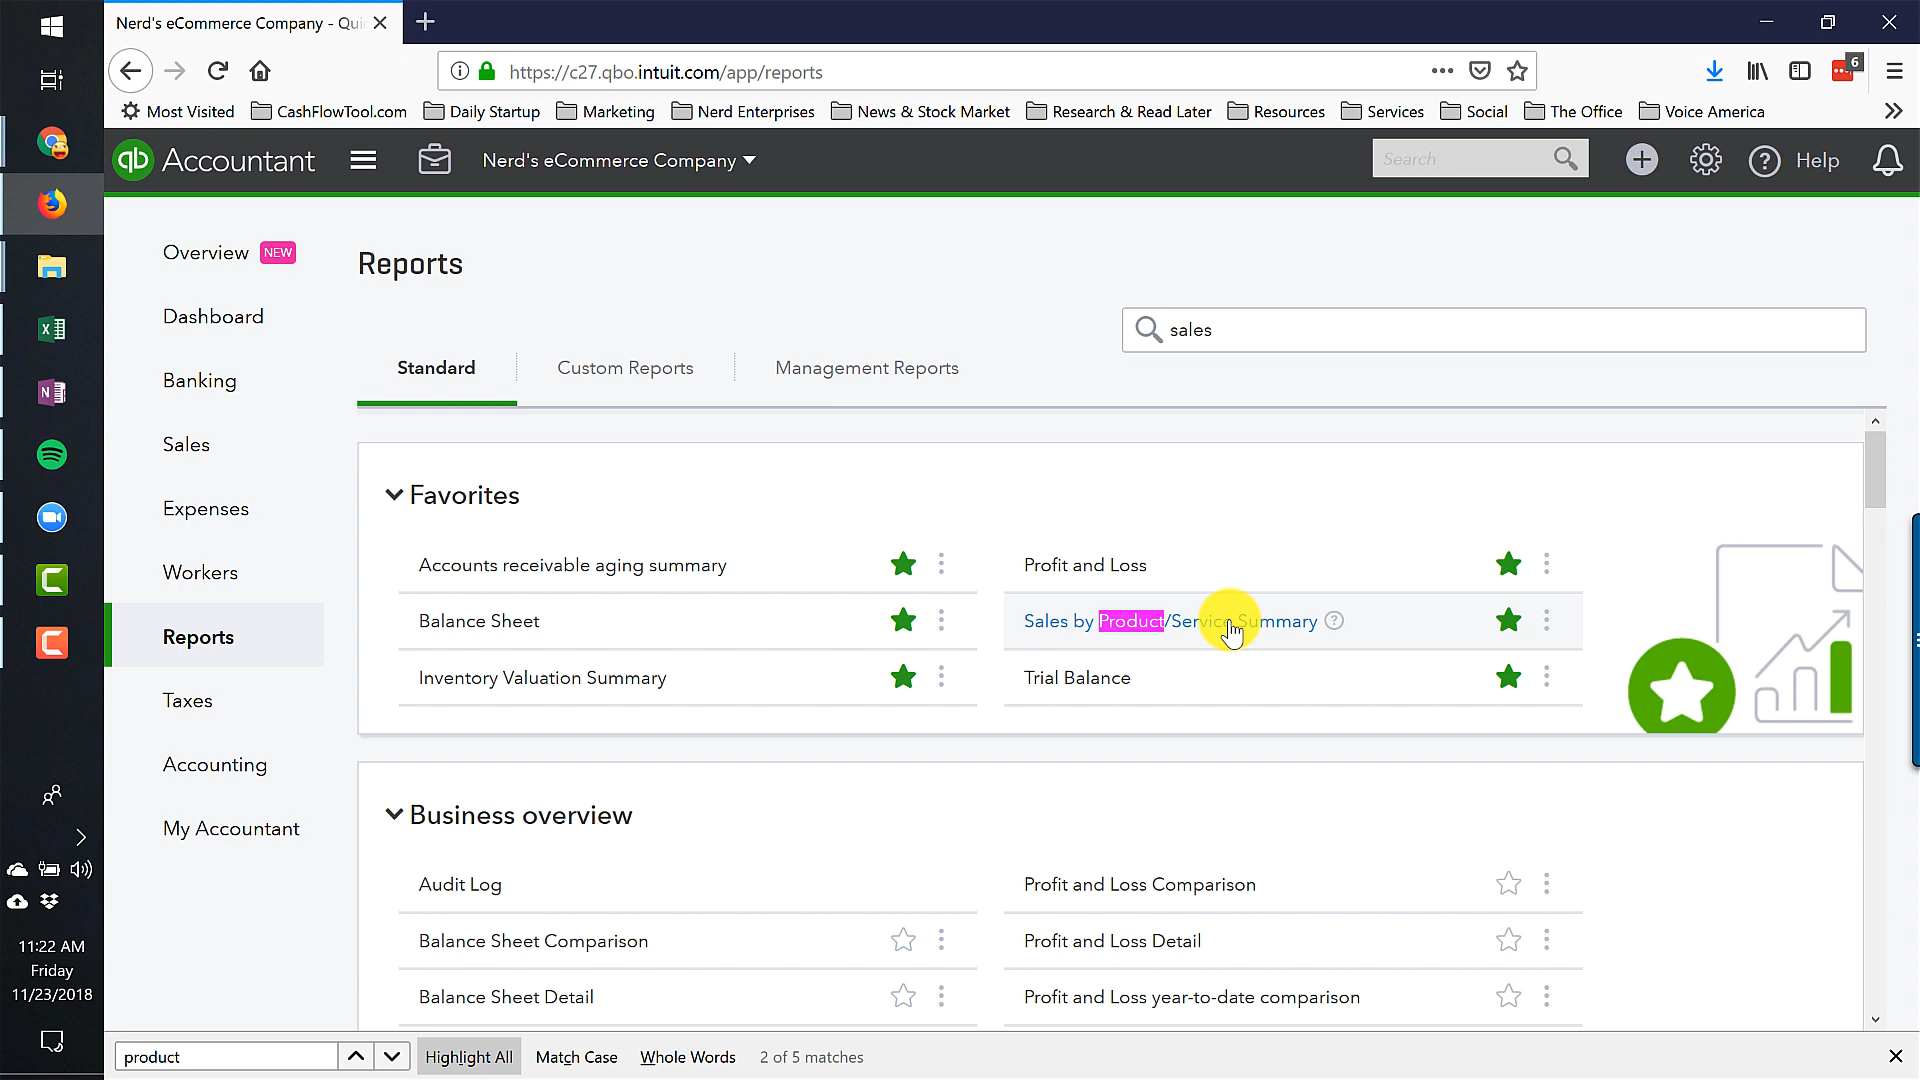 Nerd's eCommerce Company - Qui
https://c27.qbo.intuit.com/app/reports
6
Most Visited
CashFlowTool.com
Daily Startup
Marketing
Nerd Enterprises
News & Stock Market
Research & Read Later
Resources
Services
Social
The Office
Voice America
qb Accountant
Nerd's eCommerce Company
Search
Help
Overview NEW
Dashboard
Banking
Sales
Expenses
Workers
Reports
Taxes
Accounting
My Accountant
Reports
sales
Standard
Custom Reports
Management Reports
Favorites
Accounts receivable aging summary
Profit and Loss
Balance Sheet
Sales by Product/Service Summary
Inventory Valuation Summary
Trial Balance
Business overview
Audit Log
Profit and Loss Comparison
Balance Sheet Comparison
Profit and Loss Detail
Balance Sheet Detail
Profit and Loss year-to-date comparison
11:22 AM
Friday
11/23/2018
product
Highlight All
Match Case
Whole Words
2 of 5 matches